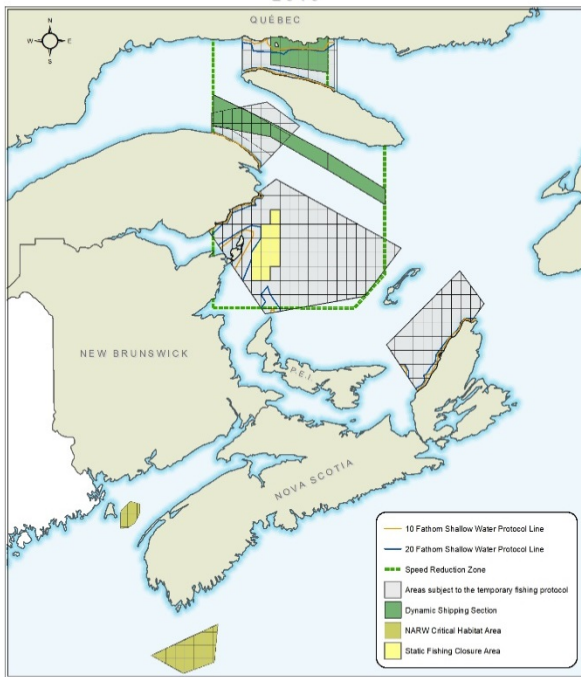 QUÉBEC
N
W E
S
NEW BRUNSWICK
P.E.I.
NOVA SCOTIA
10 Fathom Shallow Water Protocol Line
20 Fathom Shallow Water Protocol Line
Speed Reduction Zone
Areas subject to the temporary fishing protocol
Dynamic Shipping Section
NARW Critical Habitat Area
Static Fishing Closure Area